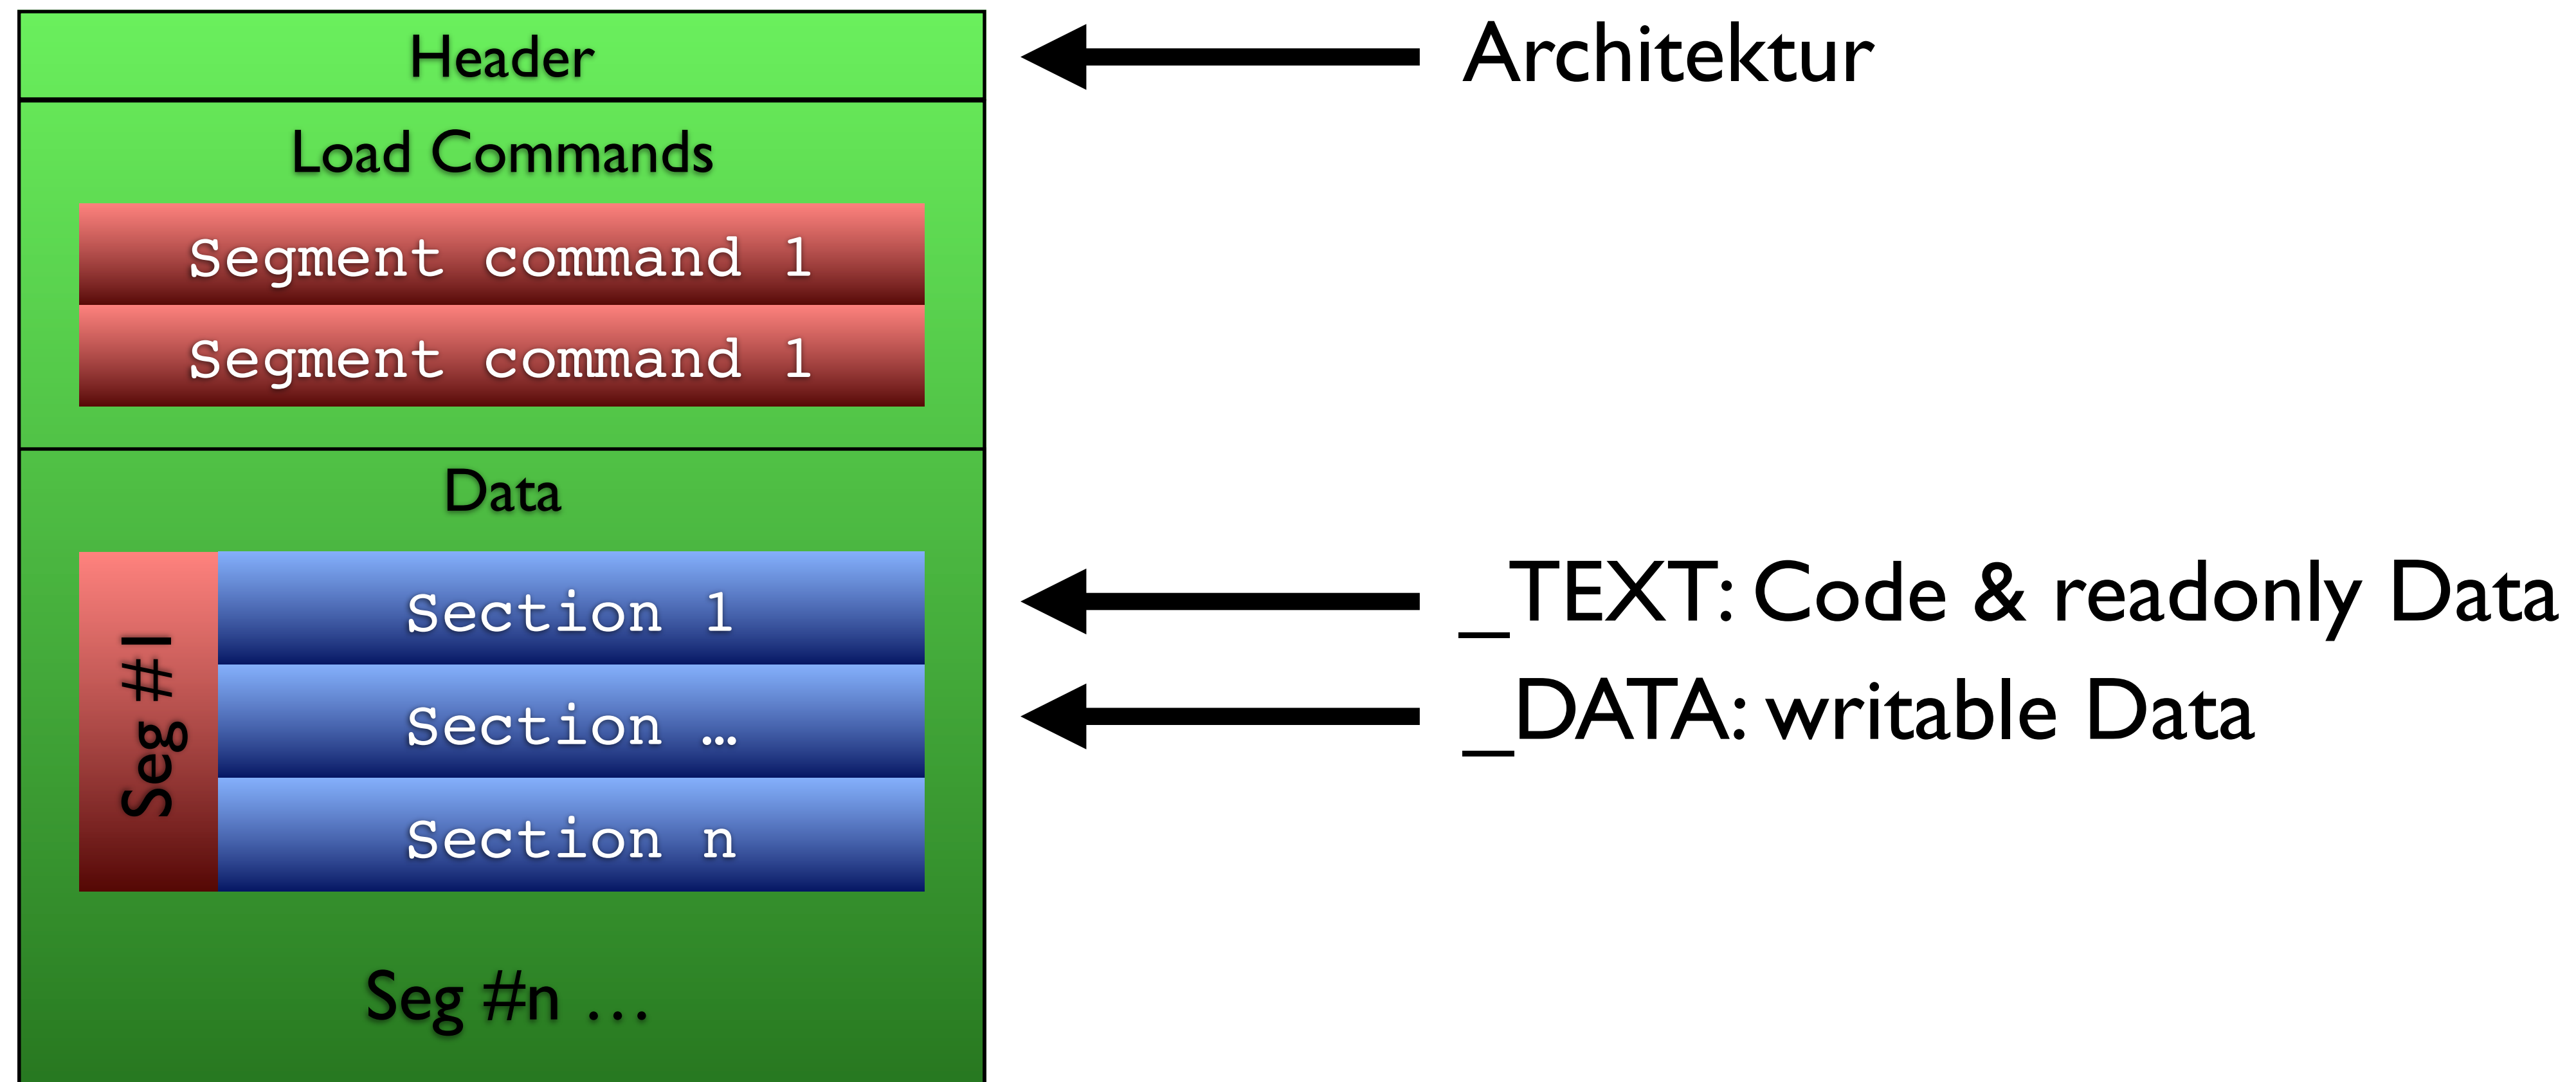 Header
Architektur
Load Commands
Segment command 1
Segment command 1
Data
Seg #1
Section 1
_TEXT: Code & readonly Data
Section …
_DATA: writable Data
Section n
Seg #n …